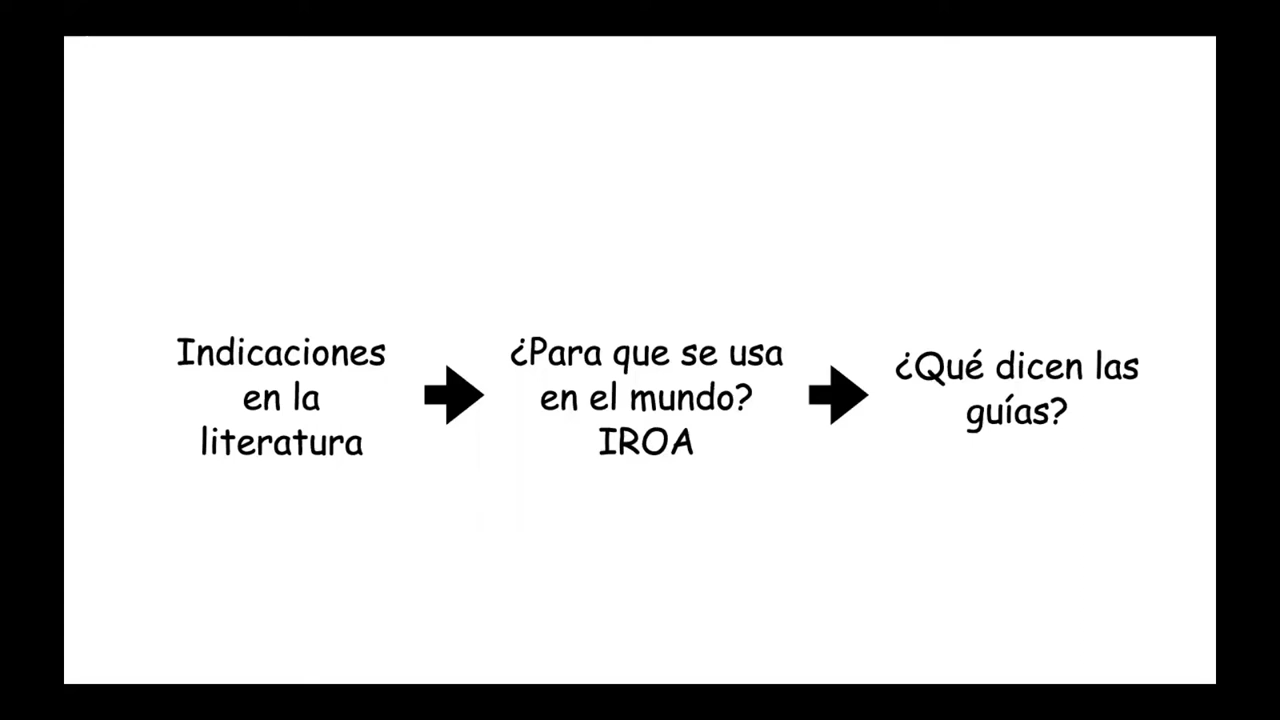 Indicaciones
en la
literatura
¿Para que se usa
en el mundo?
IROA
¿Qué dicen las
guías?